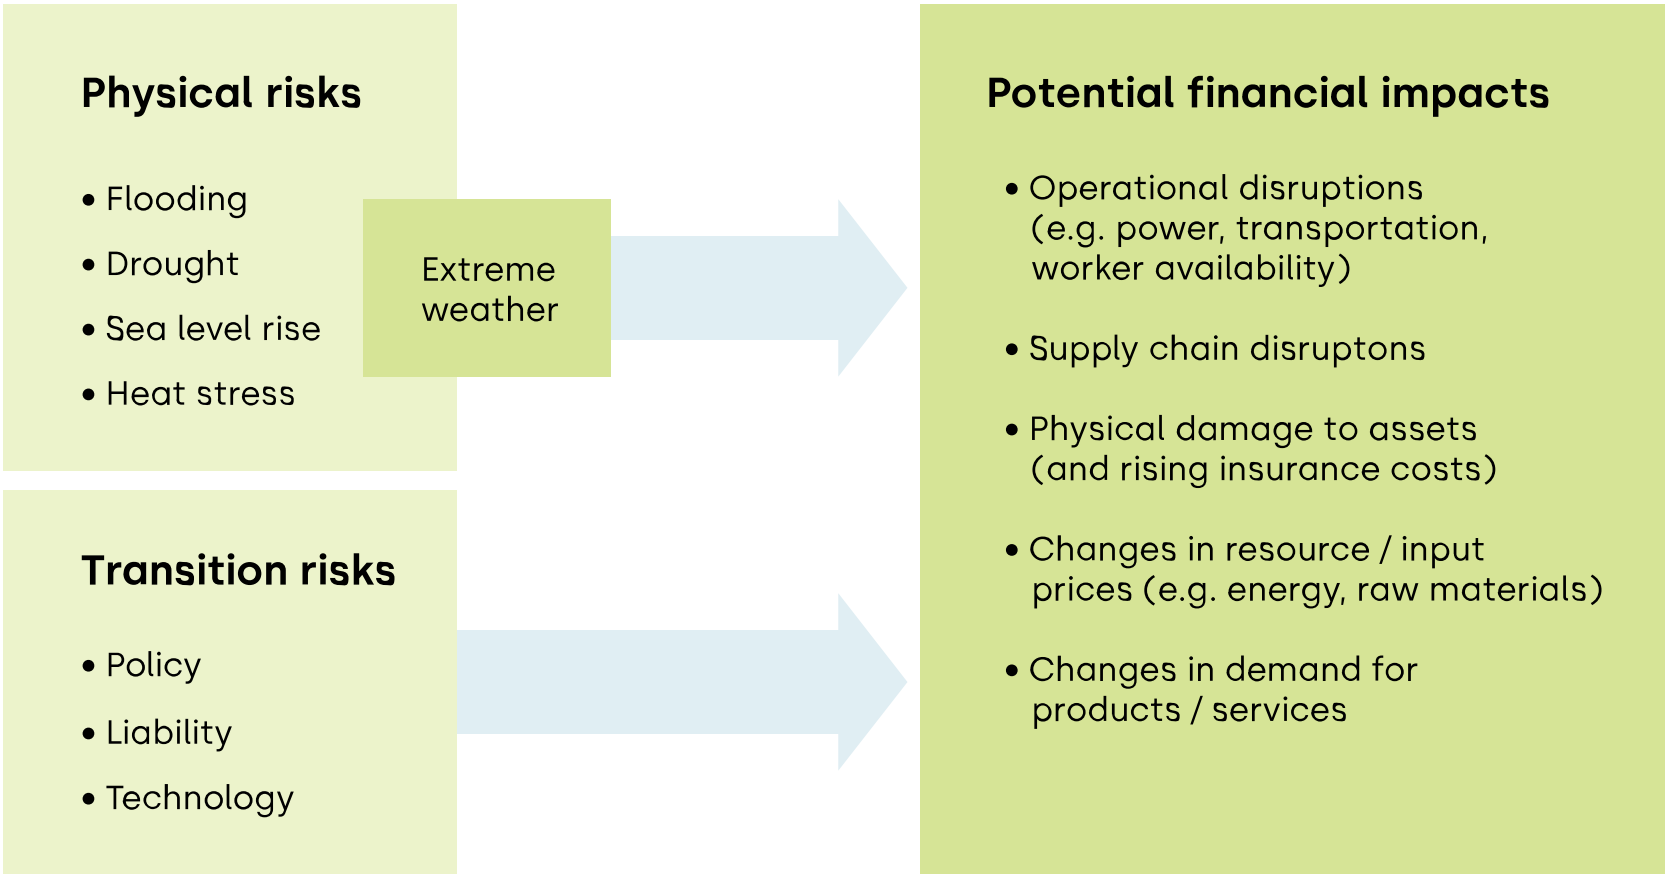 Physical risks
• Flooding
• Drought
• Sea level rise
• Heat stress
Extreme
weather
Transition risks
• Policy
• Liability
• Technology
Potential financial impacts
• Operational disruptions
(e.g. power, transportation,
worker availability)
• Supply chain disruptons
• Physical damage to assets
(and rising insurance costs)
• Changes in resource / input
prices (e.g. energy, raw materials)
• Changes in demand for
products / services